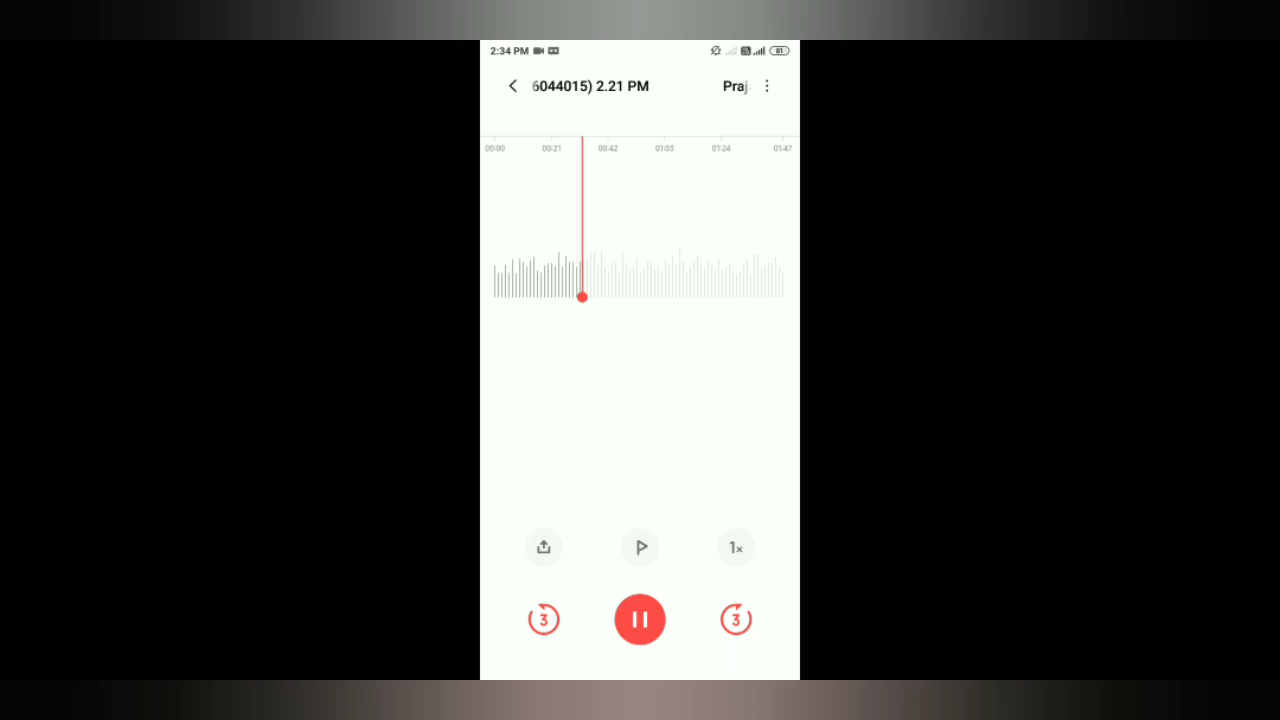 2:34 PM 81
6044015) 2.21 PM Praj
00:00 00:21 00:42 01:03 01:24 01:47
1x
3 3